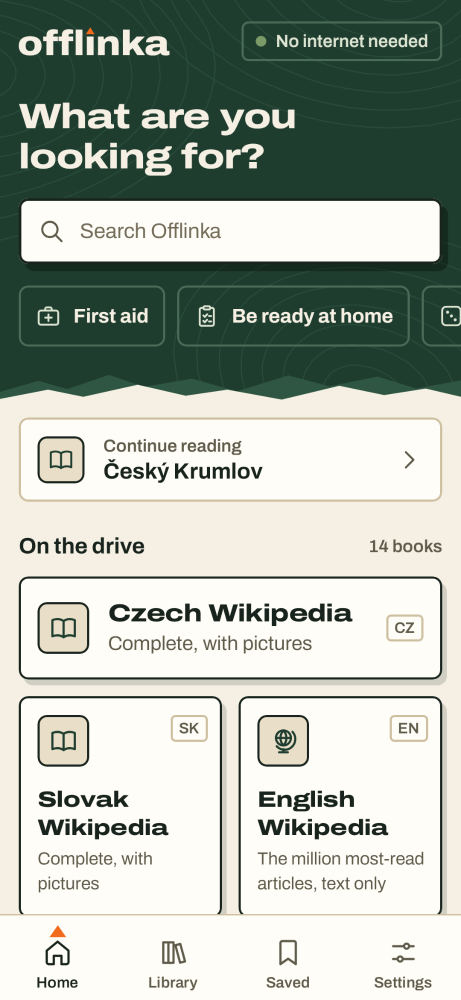 offlinka
No internet needed
What are you
looking for?
Search Offlinka
First aid
Be ready at home
Continue reading
Český Krumlov
On the drive
14 books
Czech Wikipedia
Complete, with pictures
CZ
SK
Slovak
Wikipedia
Complete, with
pictures
EN
English
Wikipedia
The million most-read
articles, text only
Home
Library
Saved
Settings